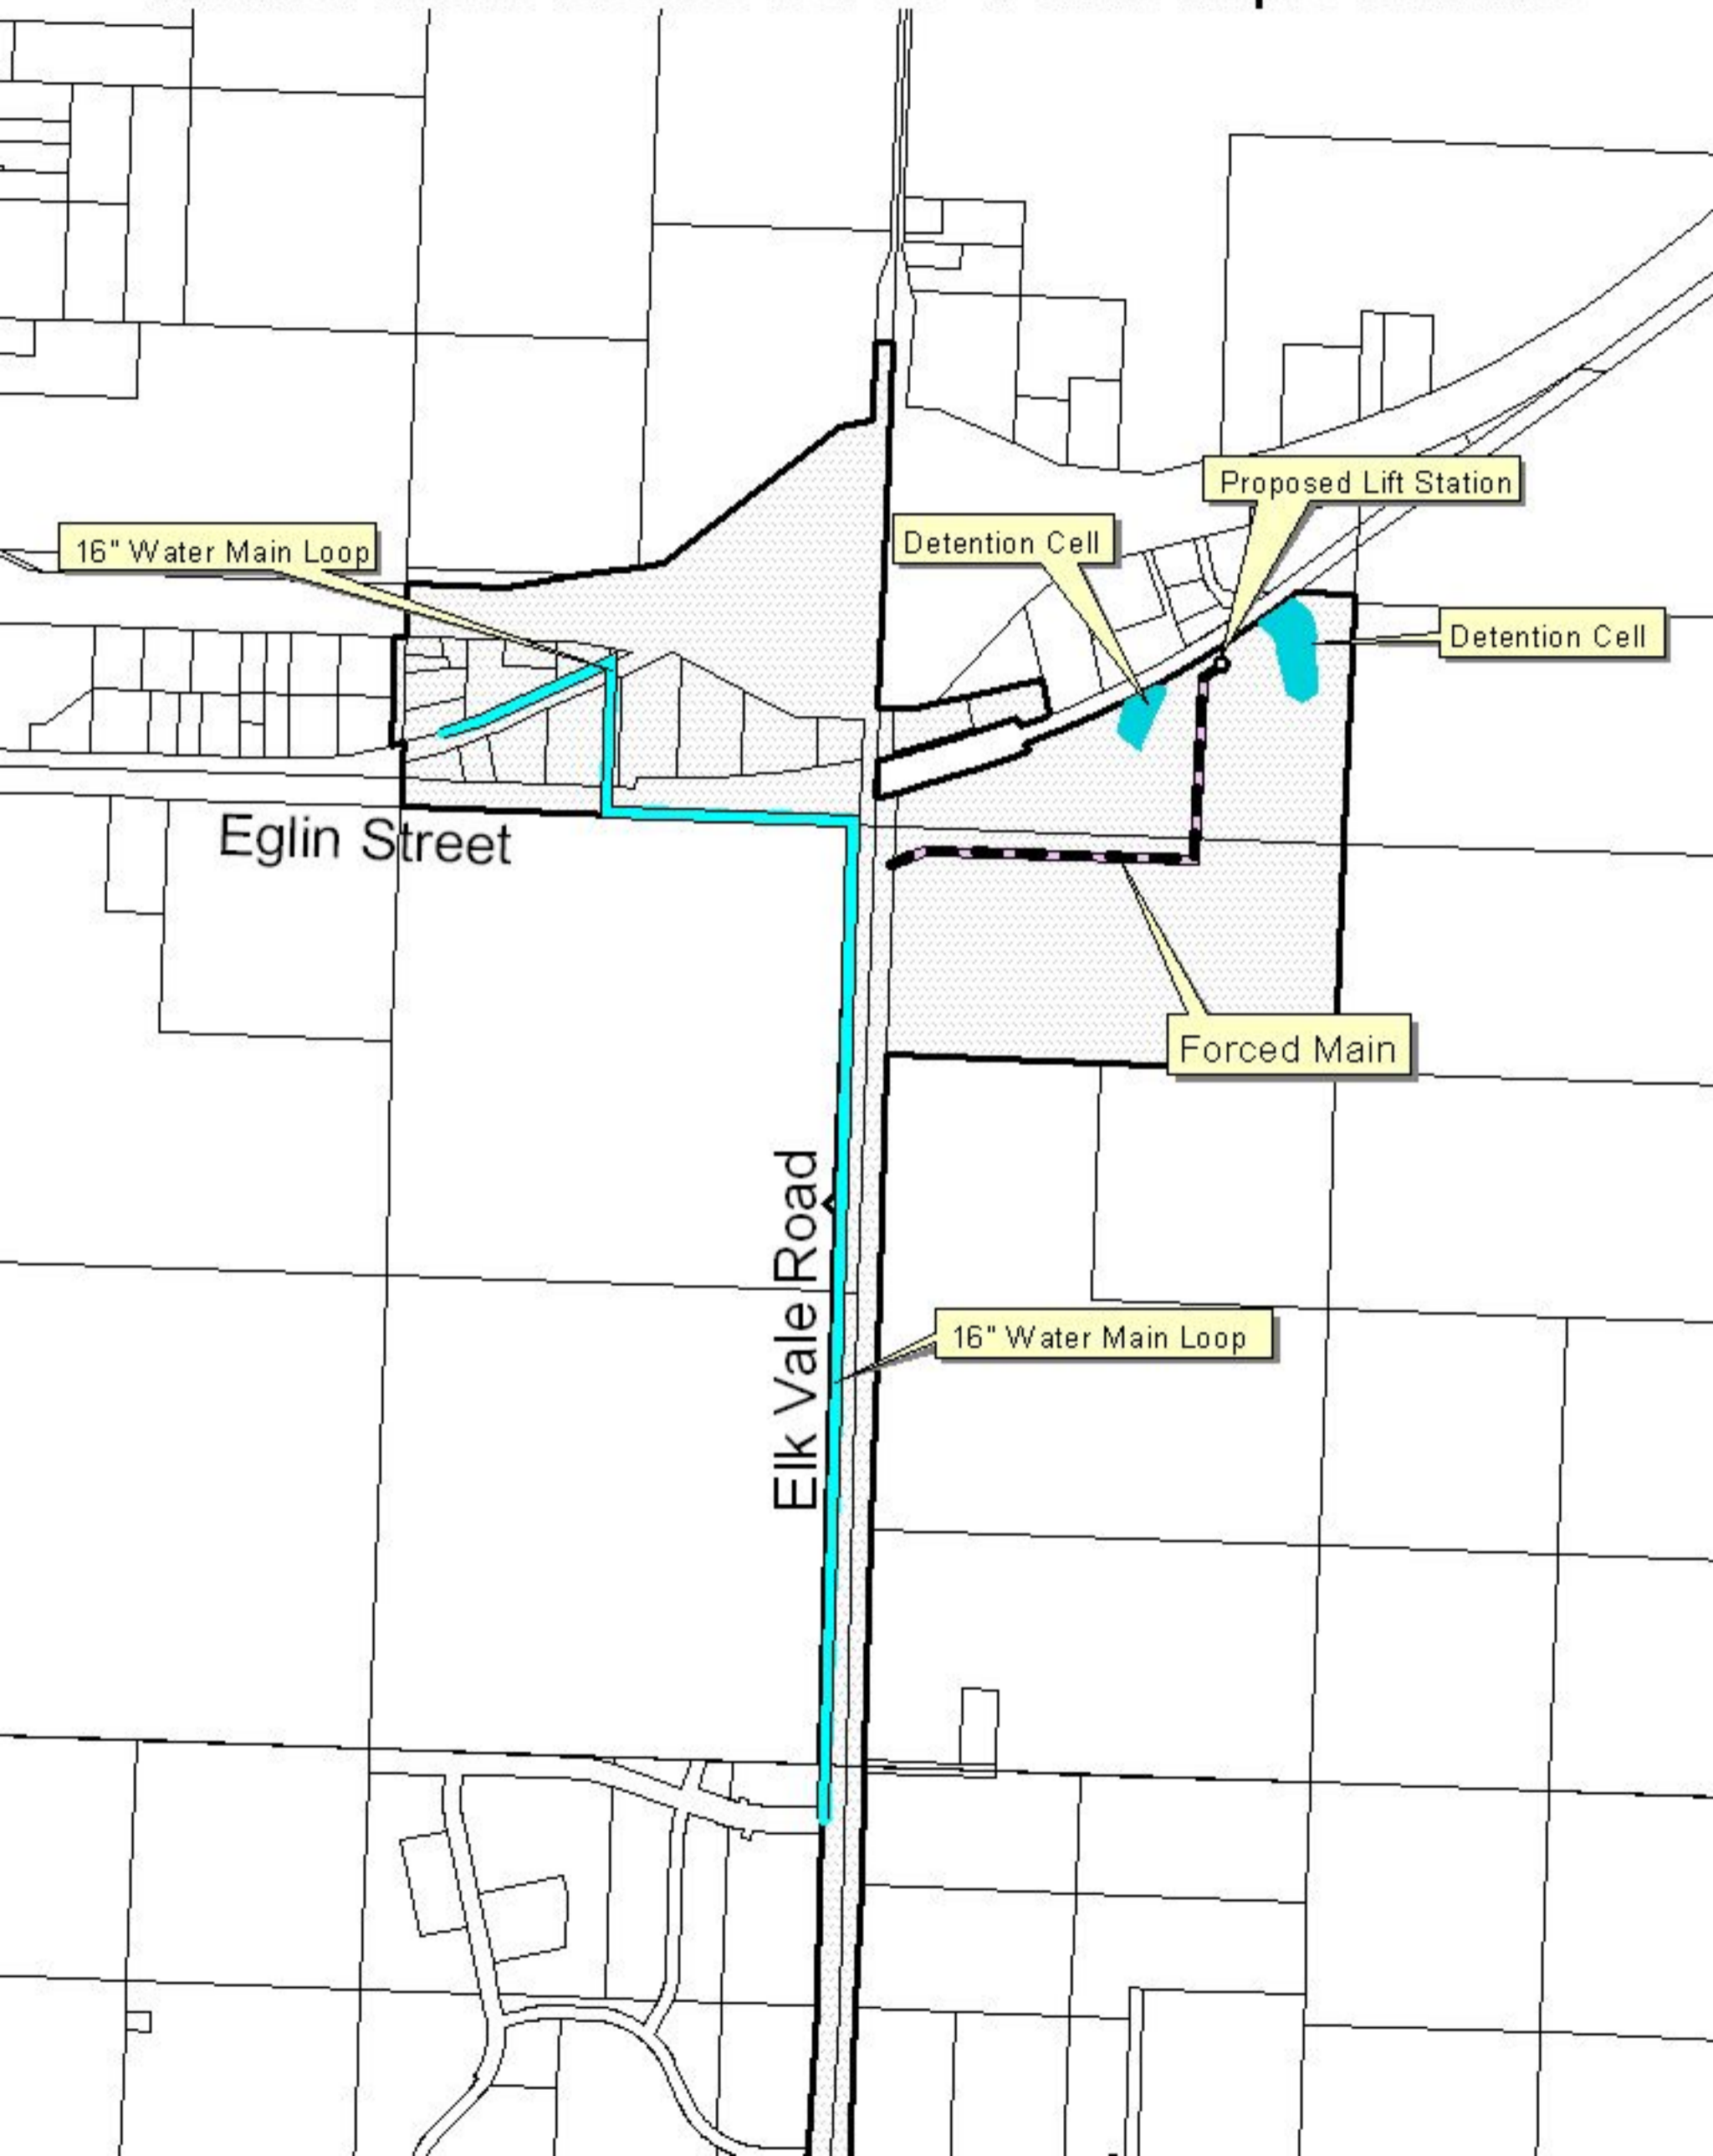 Proposed Lift Station
Detention Cell
16" Water Main Loop
Detention Cell
Eglin Street
Forced Main
Elk Vale Road
16" Water Main Loop